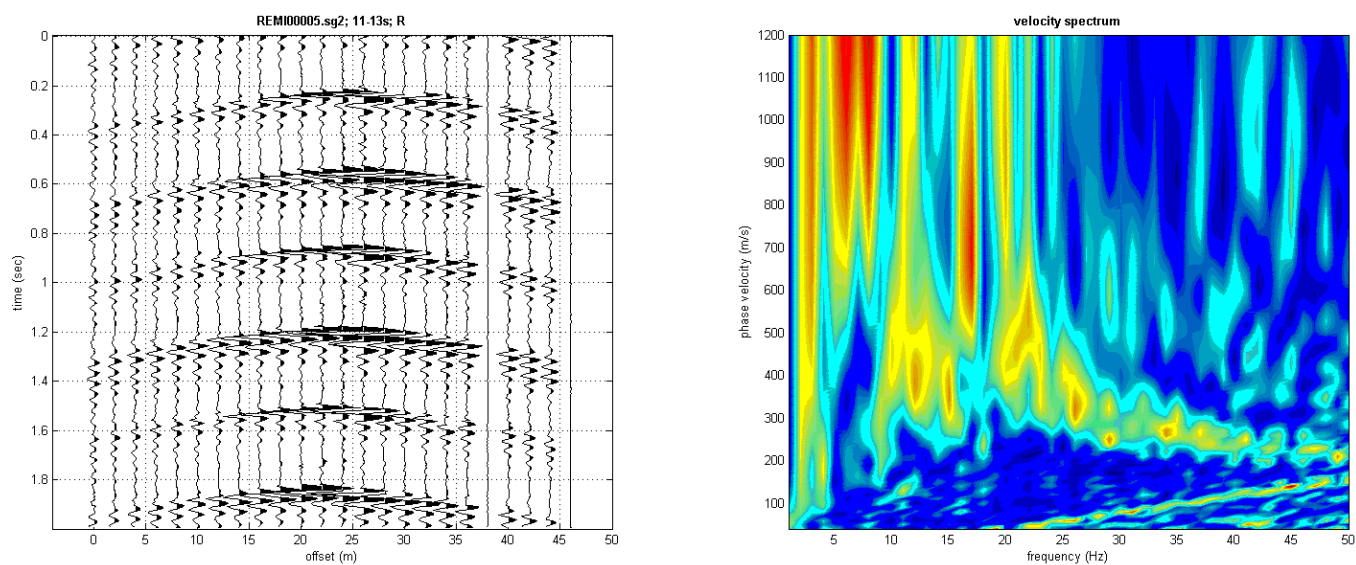 REMI00005.sg2; 11-13s; R
0
0.2
0.4
0.6
0.8
1
1.2
1.4
1.6
1.8
time (sec)
0 5 10 15 20 25 30 35 40 45 50
offset (m)
velocity spectrum
1200
1100
1000
900
800
700
600
500
400
300
200
100
phase velocity (m/s)
5 10 15 20 25 30 35 40 45 50
frequency (Hz)